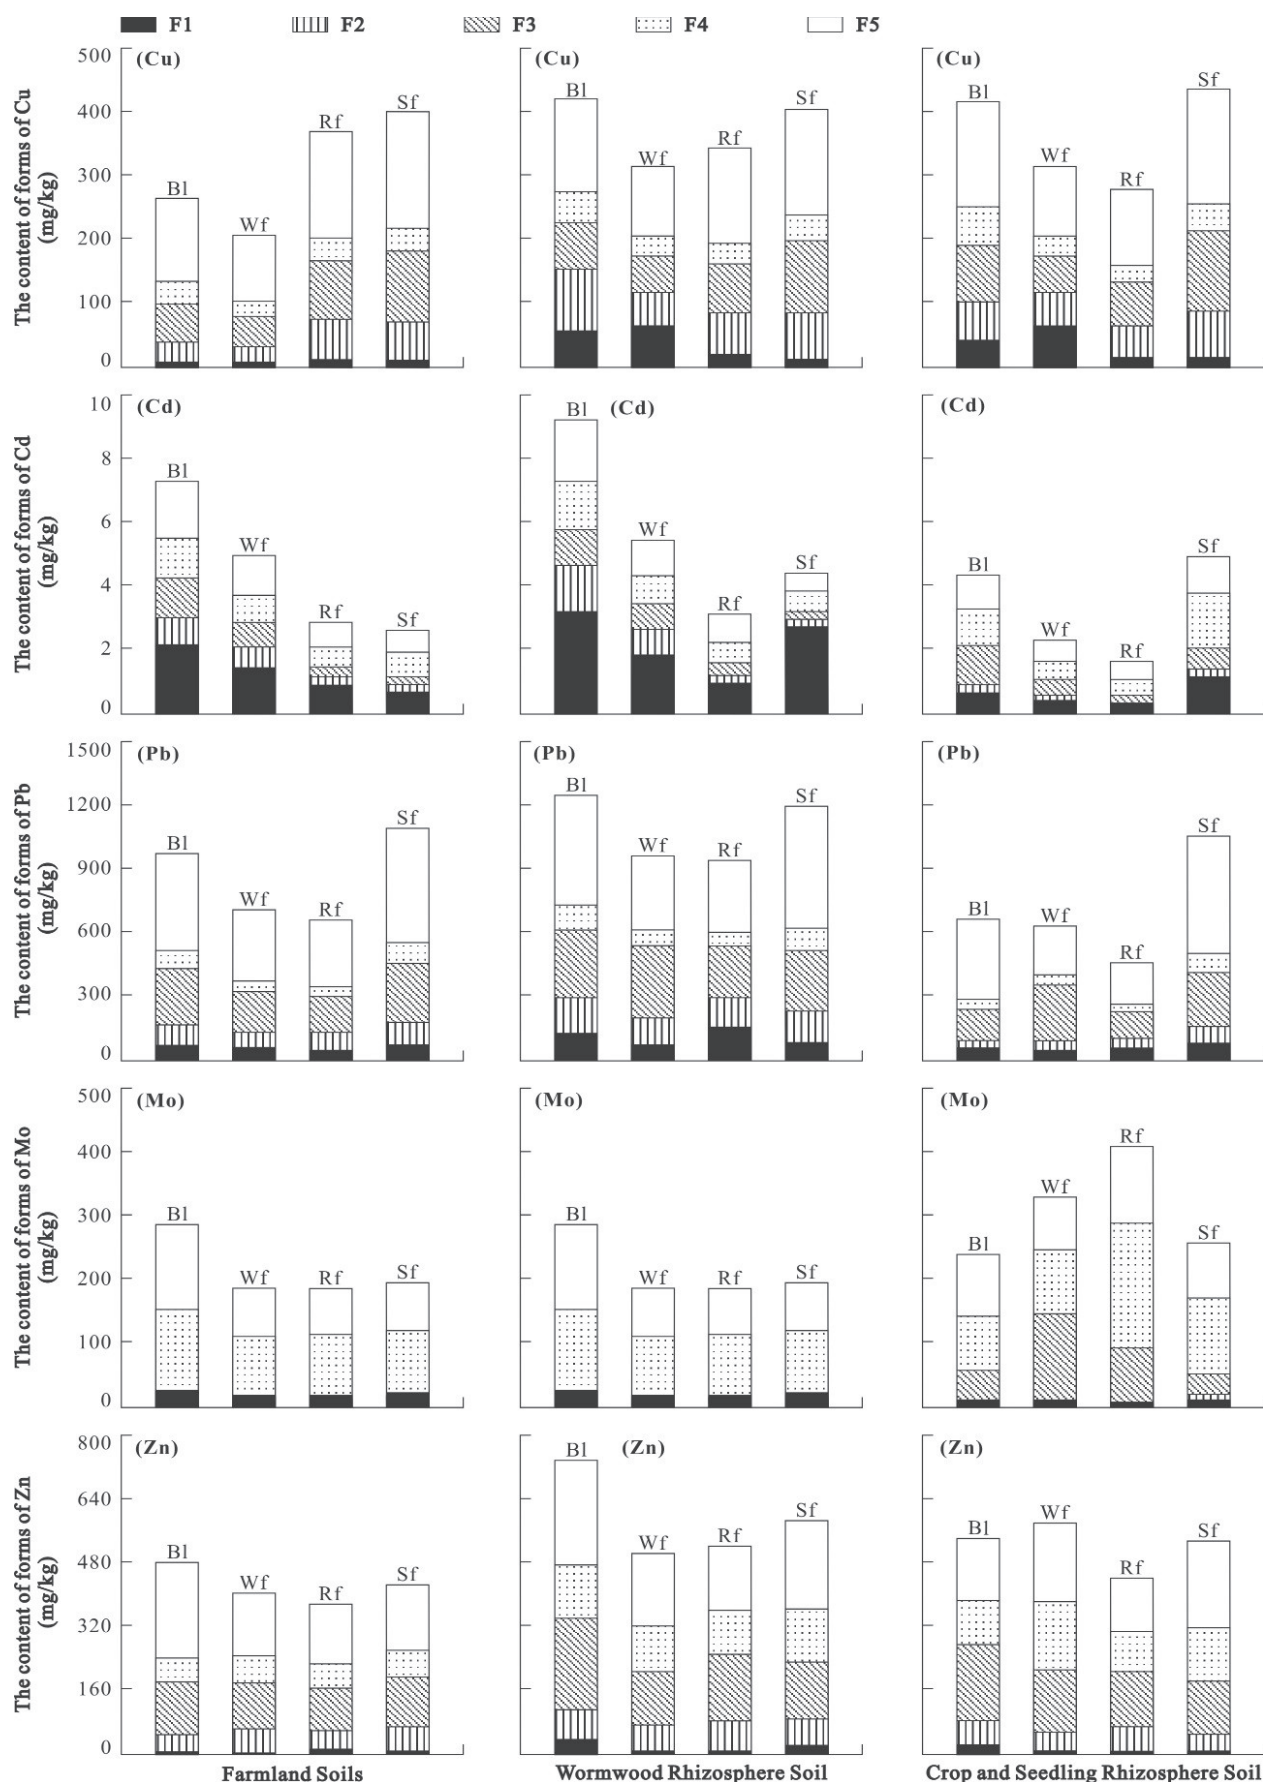 F1 F2 F3 F4 F5
The content of forms of Cu
(mg/kg)
500
400
300
200
100
0
(Cu)
Bl Wf Rf Sf
(Cu)
Bl Wf Rf Sf
(Cu)
Bl Wf Rf Sf
The content of forms of Cd
(mg/kg)
10
8
6
4
2
0
(Cd)
Bl Wf Rf Sf
(Cd)
Bl Wf Rf Sf
(Cd)
Bl Wf Rf Sf
The content of forms of Pb
(mg/kg)
1500
1200
900
600
300
0
(Pb)
Bl Wf Rf Sf
(Pb)
Bl Wf Rf Sf
(Pb)
Bl Wf Rf Sf
The content of forms of Mo
(mg/kg)
500
400
300
200
100
0
(Mo)
Bl Wf Rf Sf
(Mo)
Bl Wf Rf Sf
(Mo)
Bl Wf Rf Sf
The content of forms of Zn
(mg/kg)
800
640
480
320
160
0
(Zn)
Bl Wf Rf Sf
(Zn)
Bl Wf Rf Sf
(Zn)
Bl Wf Rf Sf
Farmland Soils Wormwood Rhizosphere Soil Crop and Seedling Rhizosphere Soil